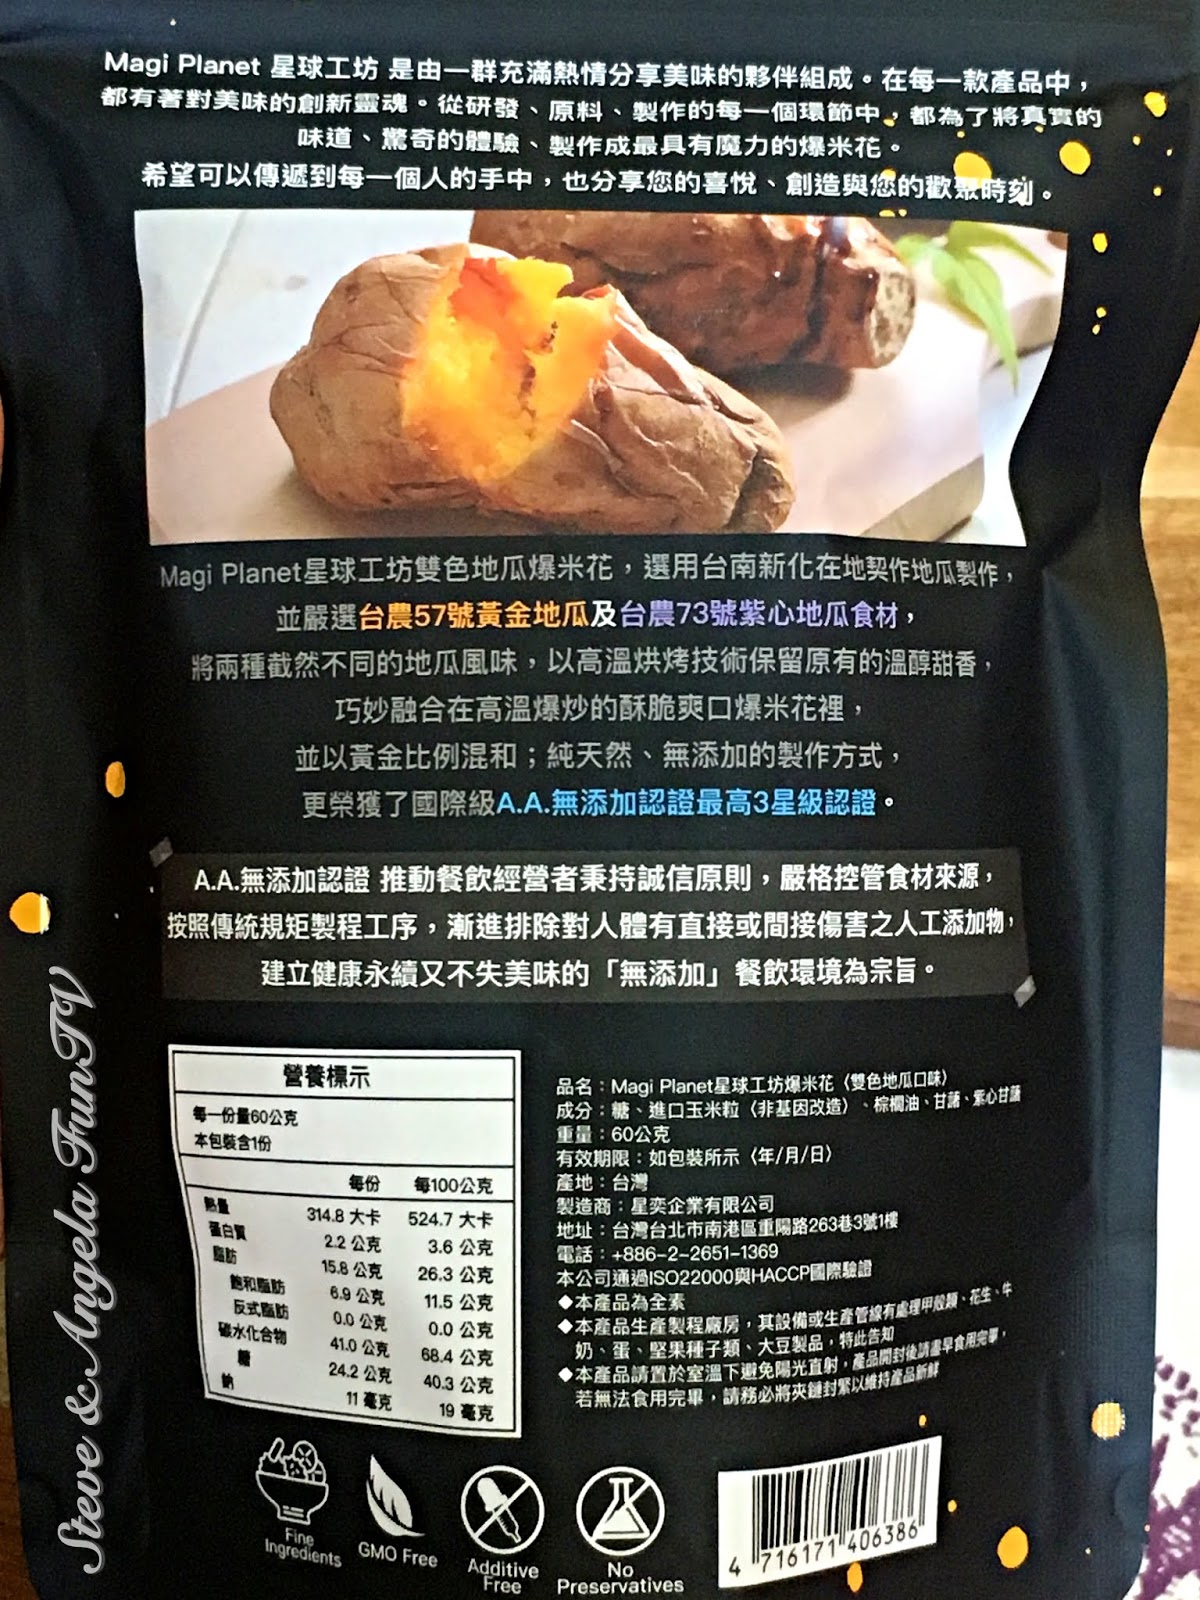 Magi Planet 星球工坊 是由一群充滿熱情分享美味的夥伴組成。在每一款產品中，
都有著對美味的創新靈魂。從研發、原料、製作的每一個環節中，都為了將真實的
味道、驚奇的體驗、製作成最具有魔力的爆米花。
希望可以傳遞到每一個人的手中，也分享您的喜悅、創造與您的歡聚時刻。
Magi Planet星球工坊雙色地瓜爆米花，選用台南新化在地契作地瓜製作，
並嚴選台農57號黃金地瓜及台農73號紫心地瓜食材，
將兩種截然不同的地瓜風味，以高溫烘烤技術保留原有的溫醇甜香，
巧妙融合在高溫爆炒的酥脆爽口爆米花裡，
並以黃金比例混和；純天然、無添加的製作方式，
更榮獲了國際級A.A.無添加認證最高3星級認證。
A.A.無添加認證 推動餐飲經營者秉持誠信原則，嚴格控管食材來源，
按照傳統規矩製程工序，漸進排除對人體有直接或間接傷害之人工添加物，
建立健康永續又不失美味的「無添加」餐飲環境為宗旨。
營養標示
每一份量60公克
本包裝含1份
每份 每100公克
熱量 314.8 大卡 524.7 大卡
蛋白質 2.2 公克 3.6 公克
脂肪 15.8 公克 26.3 公克
飽和脂肪 6.9 公克 11.5 公克
反式脂肪 0.0 公克 0.0 公克
碳水化合物 41.0 公克 68.4 公克
糖 24.2 公克 40.3 公克
鈉 11 毫克 19 毫克
品名：Magi Planet星球工坊爆米花（雙色地瓜口味）
成分：糖、進口玉米粒（非基因改造）、棕櫚油、甘藷、紫心甘藷
重量：60公克
有效期限：如包裝所示（年/月/日）
產地：台灣
製造商：星奕企業有限公司
地址：台灣台北市南港區重陽路263巷3號1樓
電話：+886-2-2651-1369
本公司通過ISO22000與HACCP國際驗證
◆本產品為全素
◆本產品生產製程廠房，其設備或生產管線有處理甲殼類、花生、牛
奶、蛋、堅果種子類、大豆製品，特此告知
◆本產品請置於室溫下避免陽光直射，產品開封後請盡早食用完畢，
若無法食用完畢，請務必將夾鏈封緊以維持產品新鮮
Fine
Ingredients
GMO Free
Additive
Free
No
Preservatives
4 716171 406386
Steve & Angela FunTV